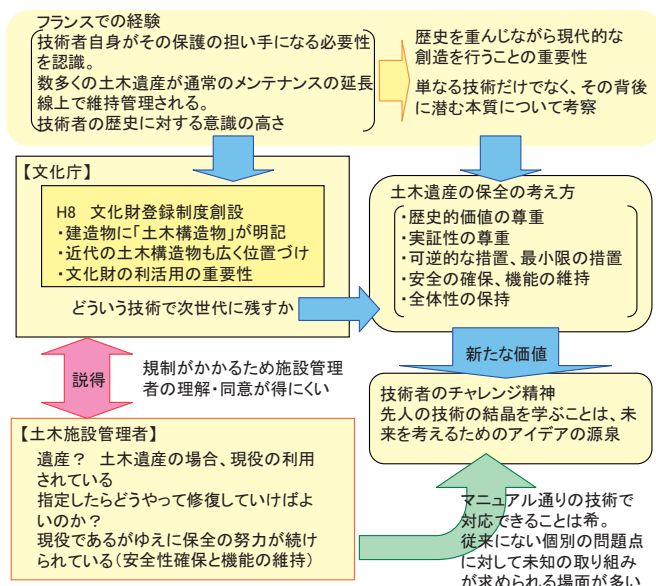 フランスでの経験
技術者自身がその保護の担い手になる必要性
を認識。
数多くの土木遺産が通常のメンテナンスの延長
線上で維持管理される。
技術者の歴史に対する意識の高さ
歴史を重んじながら現代的な
創造を行うことの重要性
単なる技術だけでなく、その背後
に潜む本質について考察
【文化庁】
H8 文化財登録制度創設
・建造物に「土木構造物」が明記
・近代の土木構造物も広く位置づけ
・文化財の利活用の重要性
どういう技術で次世代に残すか
土木遺産の保全の考え方
・歴史的価値の尊重
・実証性の尊重
・可逆的な措置、最小限の措置
・安全の確保、機能の維持
・全体性の保持
新たな価値
説得
規制がかかるため施設管理
者の理解・同意が得にくい
技術者のチャレンジ精神
先人の技術の結晶を学ぶことは、未
来を考えるためのアイデアの源泉
【土木施設管理者】
遺産? 土木遺産の場合、現役の利用
されている
指定したらどうやって修復していけばよ
いのか?
現役であるがゆえに保全の努力が続け
られている(安全性確保と機能の維持)
マニュアル通りの技術で
対応できることは希。
従来にない個別の問題点
に対して未知の取り組み
が求められる場面が多い